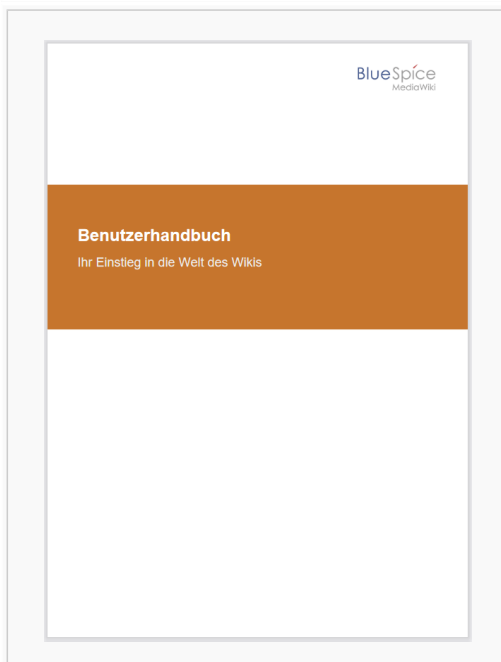 BlueSpice
MediaWiki
Benutzerhandbuch
Ihr Einstieg in die Welt des Wikis